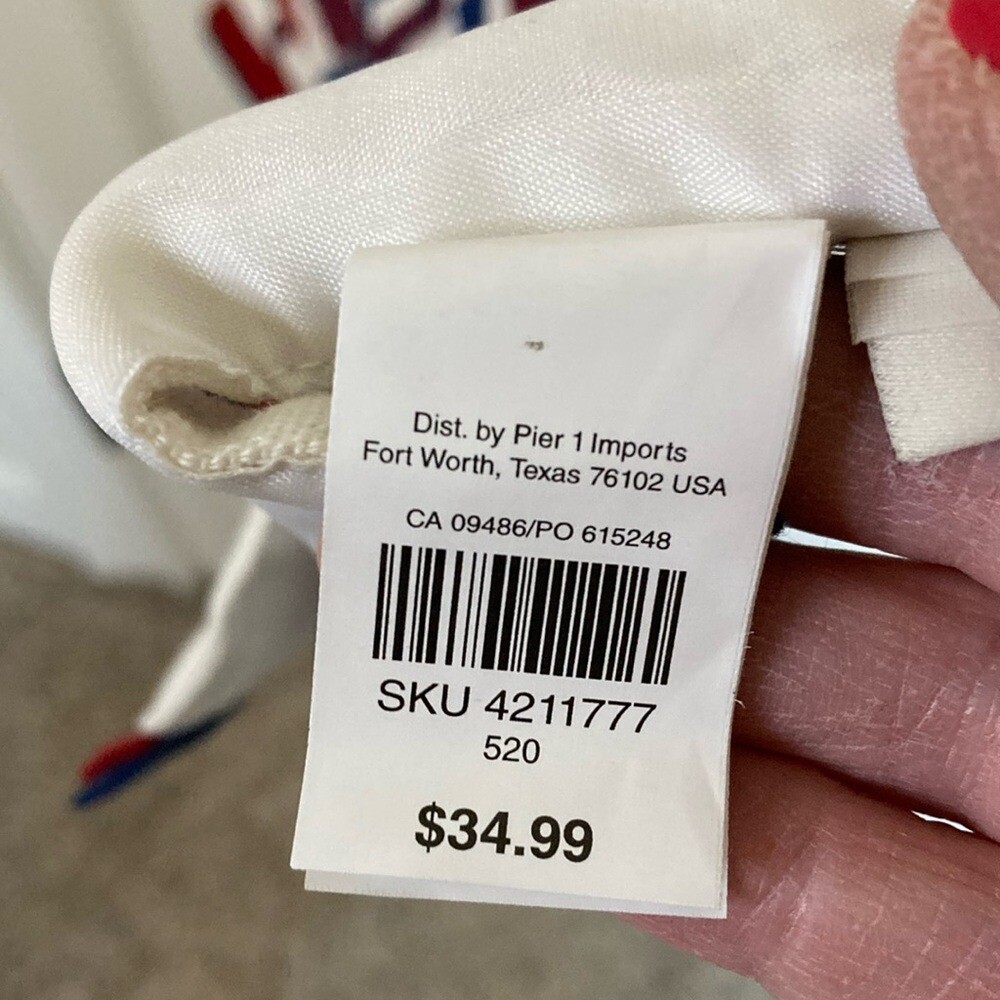 Dist. by Pier 1 Imports
Fort Worth, Texas 76102 USA
CA 09486/PO 615248
SKU 4211777
520
$34.99